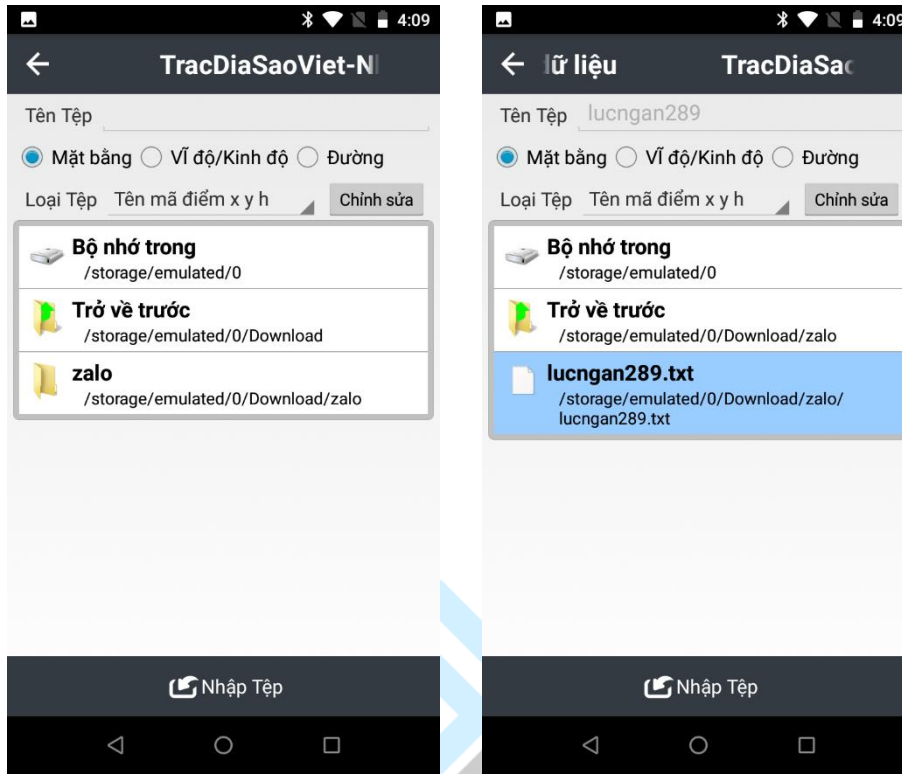 4:09
TracDiaSaoViet-N
Tên Tệp
Mặt bằng VĨ độ/Kinh độ Đường
Loại Tệp Tên mã điểm x y h Chỉnh sửa
Bộ nhớ trong
/storage/emulated/0
Trở về trước
/storage/emulated/0/Download
zalo
/storage/emulated/0/Download/zalo
Nhập Tệp
4:09
liệu TracDiaSa
Tên Tệp lucngan289
Mặt bằng VĨ độ/Kinh độ Đường
Loại Tệp Tên mã điểm x y h Chỉnh sửa
Bộ nhớ trong
/storage/emulated/0
Trở về trước
/storage/emulated/0/Download/zalo
lucngan289.txt
/storage/emulated/0/Download/zalo/
lucngan289.txt
Nhập Tệp